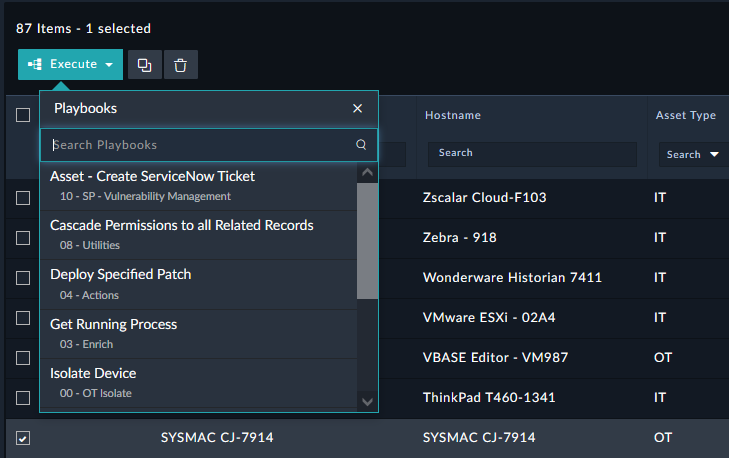 87 Items - 1 selected
Execute
Playbooks
Hostname
Asset Type
Search Playbooks
Search
Search
Asset - Create ServiceNow Ticket
10 - SP - Vulnerability Management
Zscalar Cloud-F103
IT
Cascade Permissions to all Related Records
08 - Utilities
Zebra - 918
IT
Deploy Specified Patch
04 - Actions
Wonderware Historian 7411
IT
Get Running Process
03 - Enrich
VMware ESXi - 02A4
IT
Isolate Device
00 - OT Isolate
VBASE Editor - VM987
OT
ThinkPad T460-1341
IT
SYSMAC CJ-7914
SYSMAC CJ-7914
OT